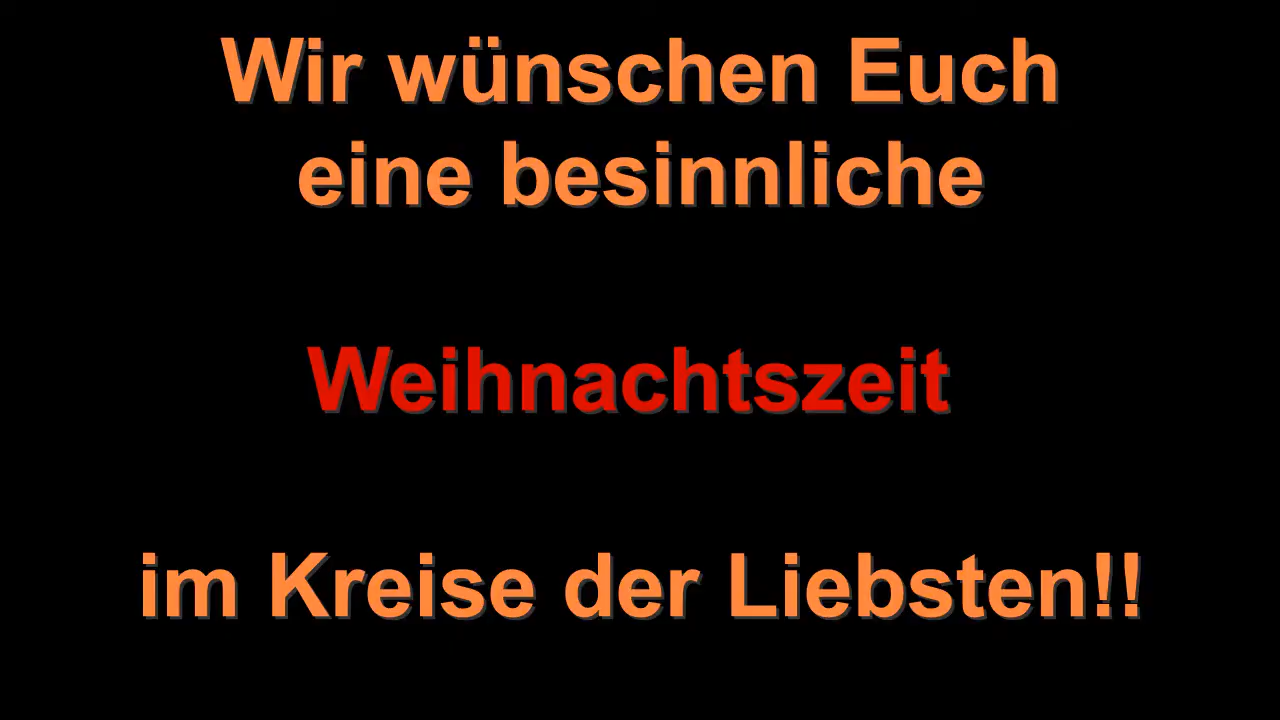 Wir wünschen Euch
eine besinnliche
Weihnachtszeit
im Kreise der Liebsten!!